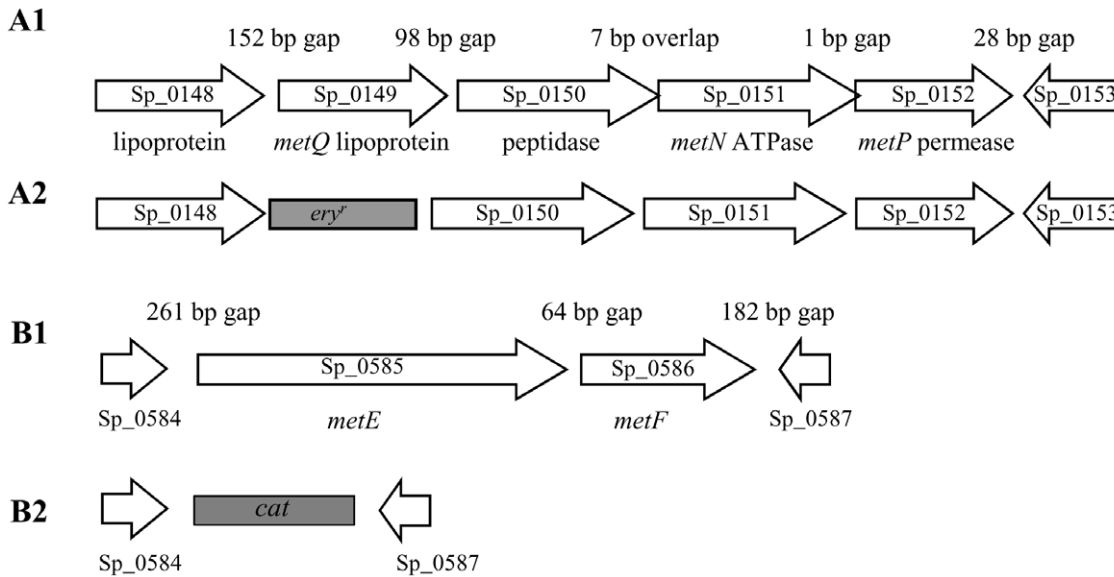 A1
152 bp gap 98 bp gap 7 bp overlap 1 bp gap 28 bp gap
Sp_0148 Sp_0149 Sp_0150 Sp_0151 Sp_0152 Sp_0153
lipoprotein metQ lipoprotein peptidase metN ATPase metP permease
A2
Sp_0148 eryʳ Sp_0150 Sp_0151 Sp_0152 Sp_0153
B1
261 bp gap 64 bp gap 182 bp gap
Sp_0585 Sp_0586
Sp_0584 metE metF Sp_0587
B2
cat
Sp_0584 Sp_0587